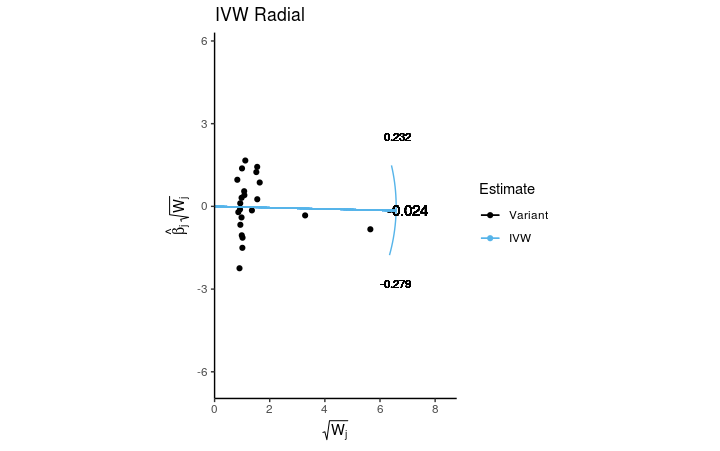 IVW Radial
6
3
0
-3
-6
β̂ⱼ√Wⱼ
0.232
-0.024
-0.279
0 2 4 6 8
√Wⱼ
Estimate
Variant
IVW